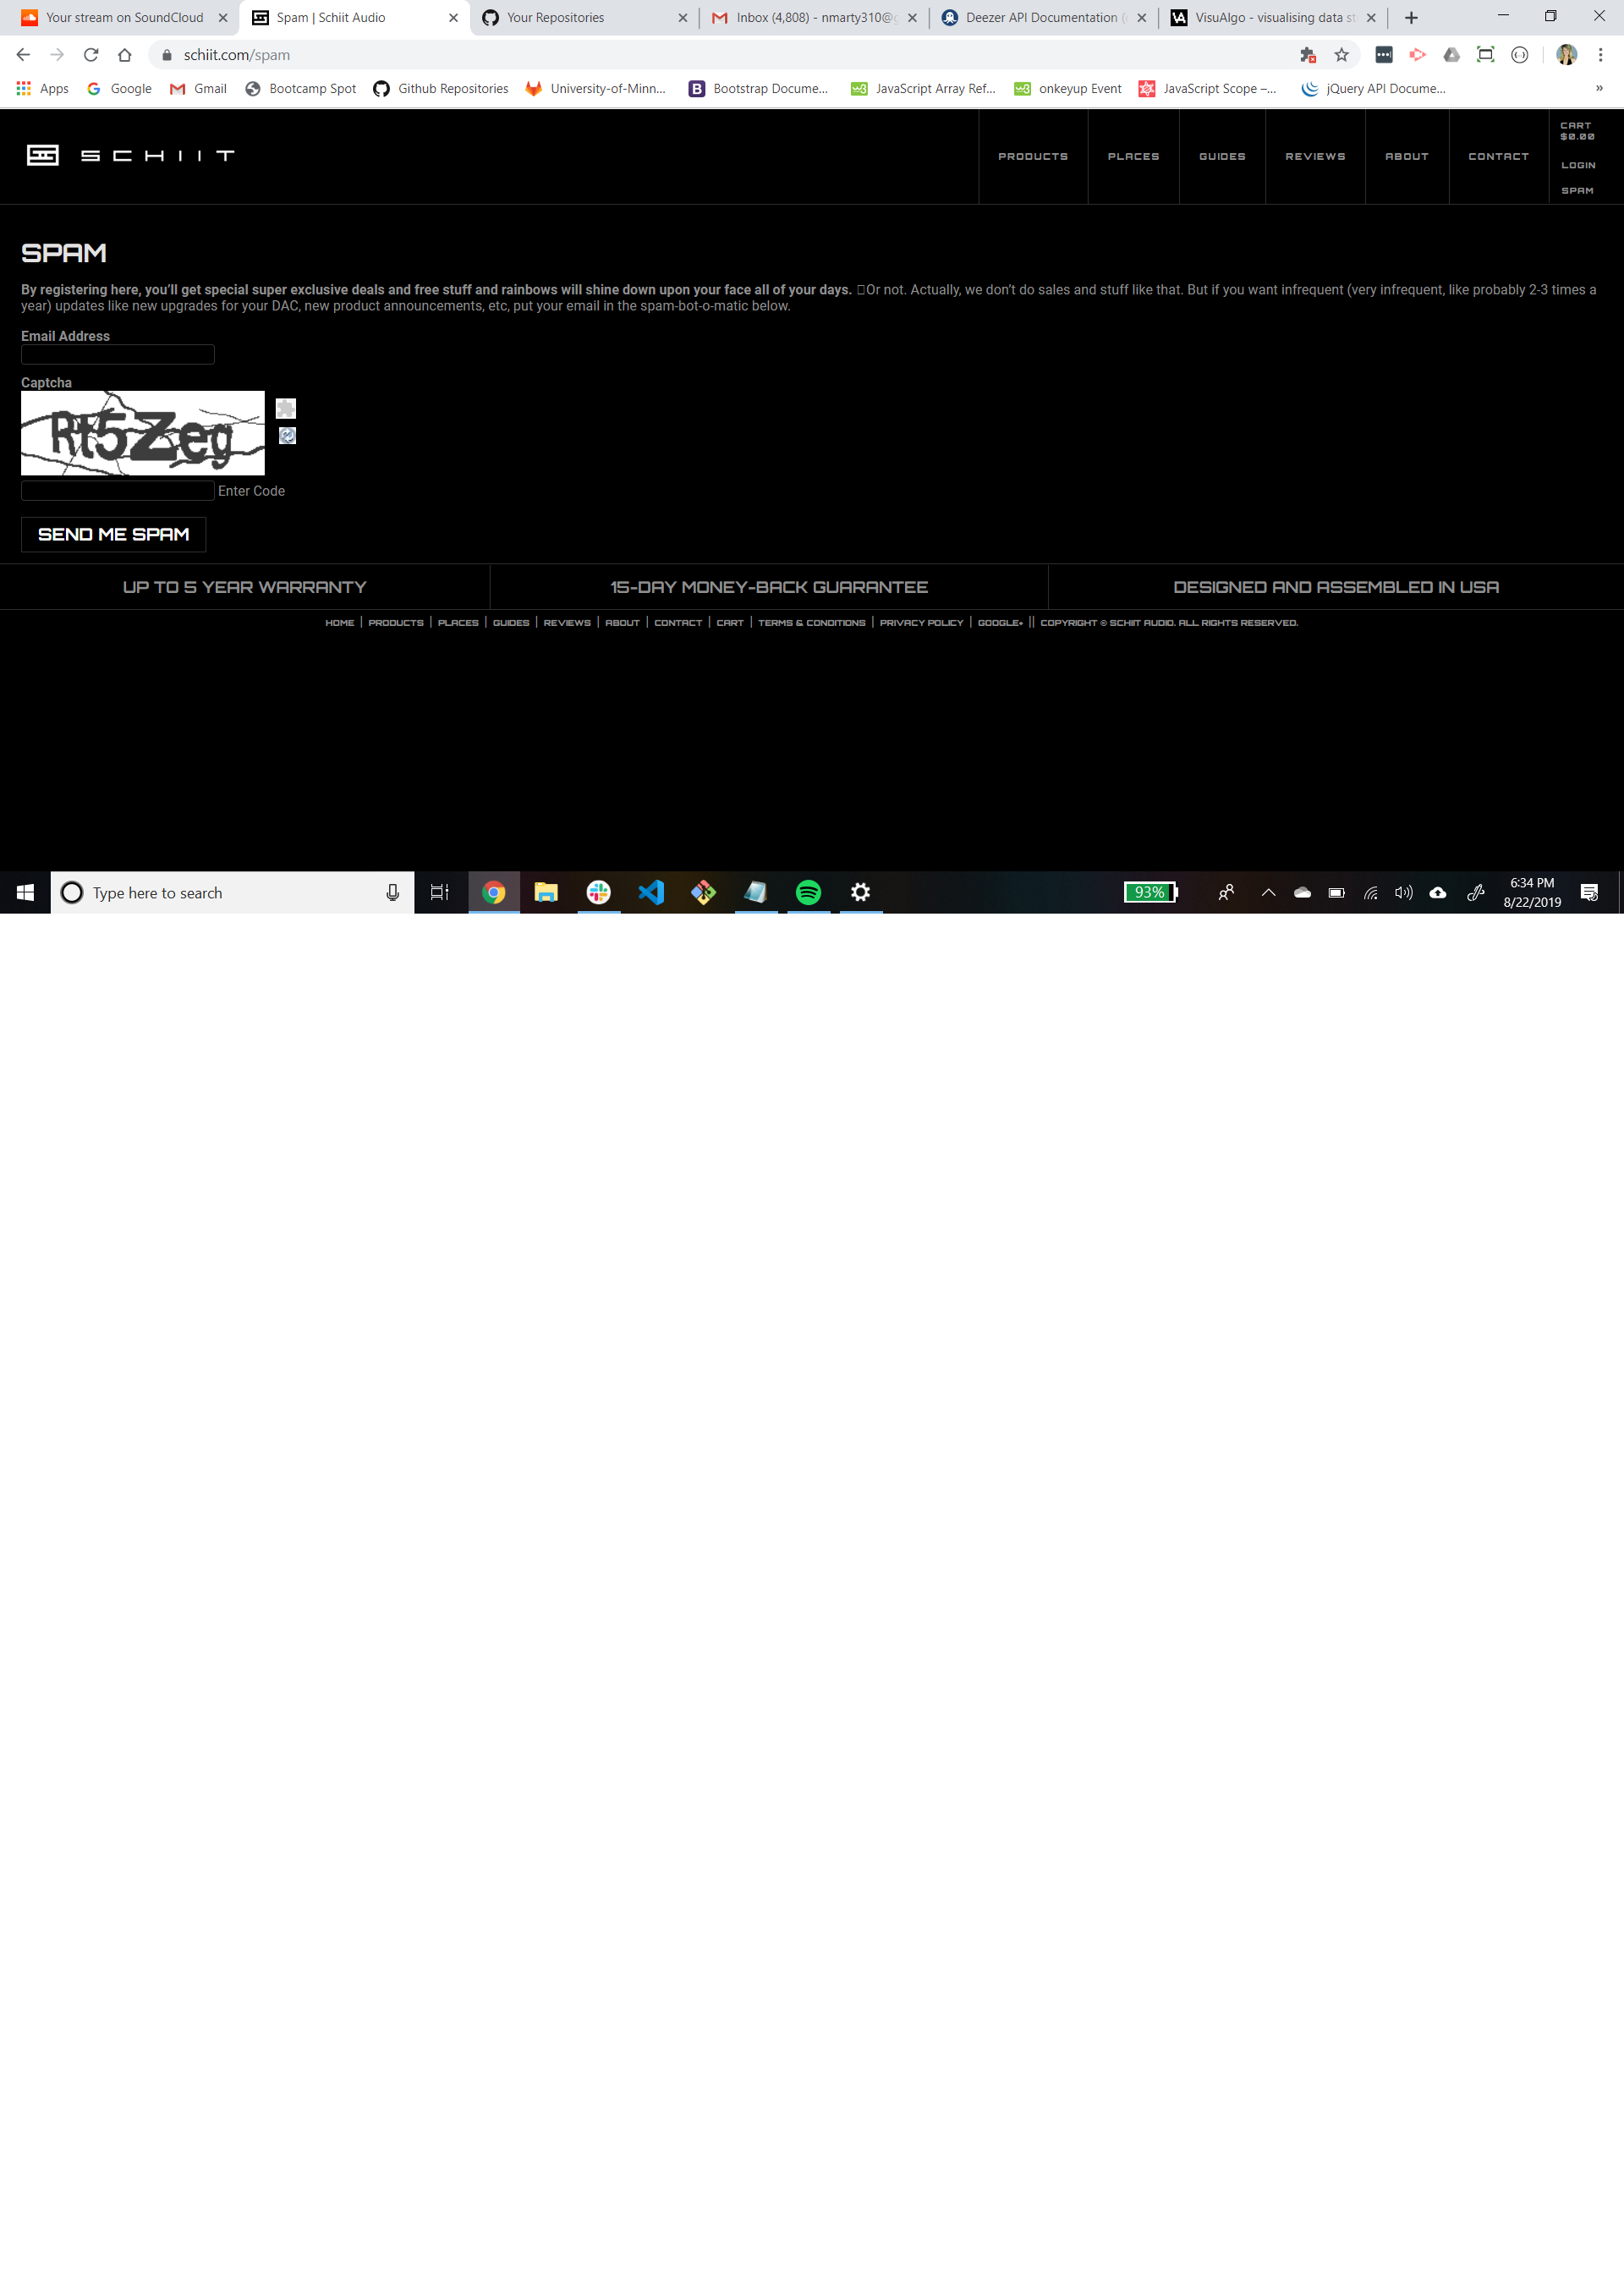 Your stream on SoundCloud
Spam | Schiit Audio
Your Repositories
Inbox (4,808) - nmarty310@g
Deezer API Documentation (
VisuAlgo - visualising data st
schiit.com/spam
Apps
Google
Gmail
Bootcamp Spot
Github Repositories
University-of-Minn...
Bootstrap Docume...
JavaScript Array Ref...
onkeyup Event
JavaScript Scope –...
jQuery API Docume...
»
SCHIIT
PRODUCTS
PLACES
GUIDES
REVIEWS
ABOUT
CONTACT
CART
$0.00
LOGIN
SPAM
SPAM
By registering here, you’ll get special super exclusive deals and free stuff and rainbows will shine down upon your face all of your days. Or not. Actually, we don’t do sales and stuff like that. But if you want infrequent (very infrequent, like probably 2-3 times a
year) updates like new upgrades for your DAC, new product announcements, etc, put your email in the spam-bot-o-matic below.
Email Address
Captcha
Rt5Zeg
Enter Code
SEND ME SPAM
UP TO 5 YEAR WARRANTY
15-DAY MONEY-BACK GUARANTEE
DESIGNED AND ASSEMBLED IN USA
HOME | PRODUCTS | PLACES | GUIDES | REVIEWS | ABOUT | CONTACT | CART | TERMS & CONDITIONS | PRIVACY POLICY | GOOGLE+ || COPYRIGHT © SCHIIT AUDIO. ALL RIGHTS RESERVED.
Type here to search
93%
6:34 PM
8/22/2019